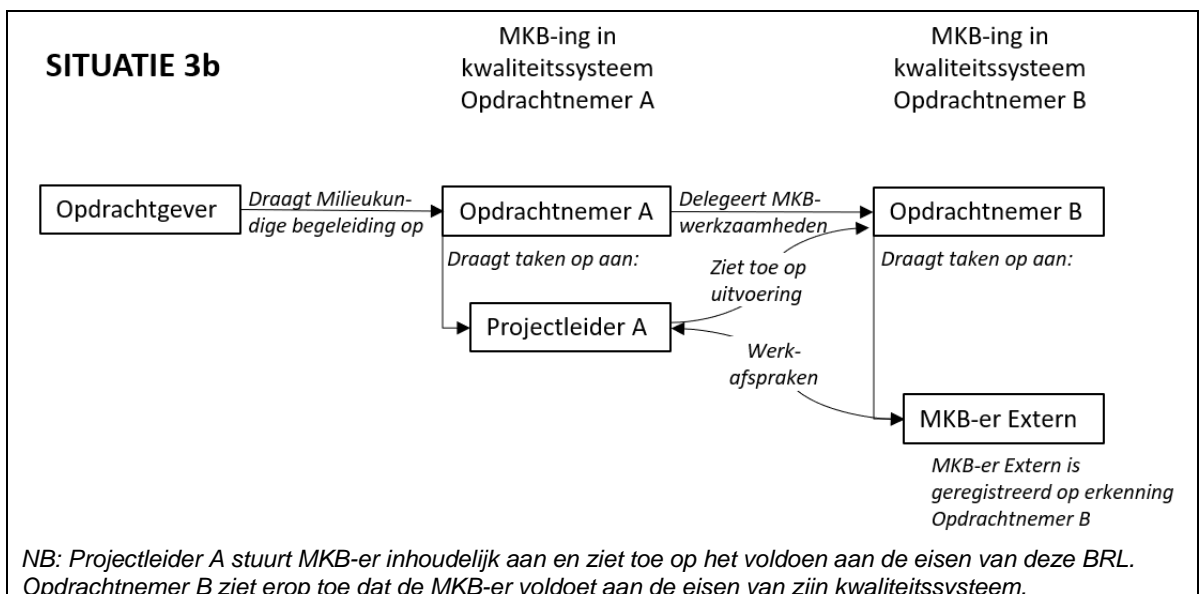 SITUATIE 3b
MKB-ing in
kwaliteitssysteem
Opdrachtnemer A
MKB-ing in
kwaliteitssysteem
Opdrachtnemer B
Opdrachtgever
Draagt Milieukun-
dige begeleiding op
Opdrachtnemer A
Delegeert MKB-
werkzaamheden
Opdrachtnemer B
Draagt taken op aan:
Ziet toe op
uitvoering
Draagt taken op aan:
Projectleider A
Werk-
afspraken
MKB-er Extern
MKB-er Extern is
geregistreerd op erkenning
Opdrachtnemer B
NB: Projectleider A stuurt MKB-er inhoudelijk aan en ziet toe op het voldoen aan de eisen van deze BRL.
Opdrachtnemer B ziet erop toe dat de MKB-er voldoet aan de eisen van zijn kwaliteitssysteem.